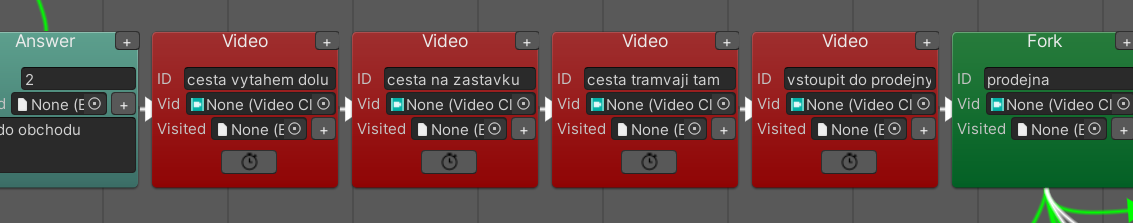 Answer +
2
d None (E +
do obchodu
Video +
ID cesta vytahem dolu
Vid None (Video Cl
Visited None (E +
Video +
ID cesta na zastavku
Vid None (Video Cl
Visited None (E +
Video +
ID cesta tramvaji tam
Vid None (Video Cl
Visited None (E +
Video +
ID vstoupit do prodejny
Vid None (Video Cl
Visited None (E +
Fork +
ID prodejna
Vid None (Video Cl
Visited None (E +